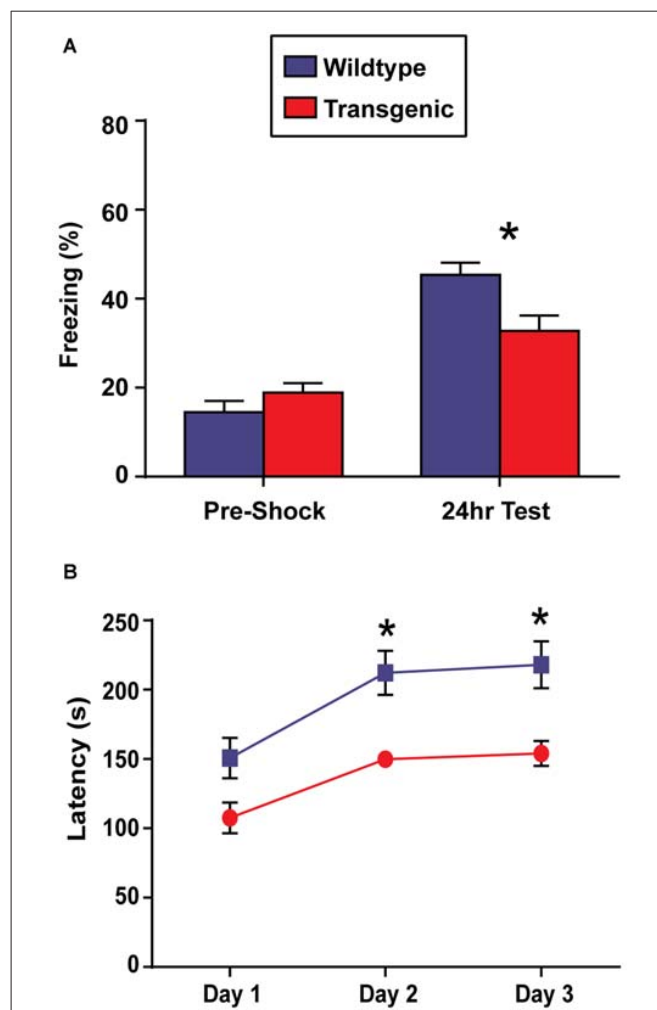 A
Wildtype
Transgenic
80
60
40
20
0
Freezing (%)
*
Pre-Shock
24hr Test
B
250
200
150
100
50
0
Latency (s)
*
*
Day 1
Day 2
Day 3